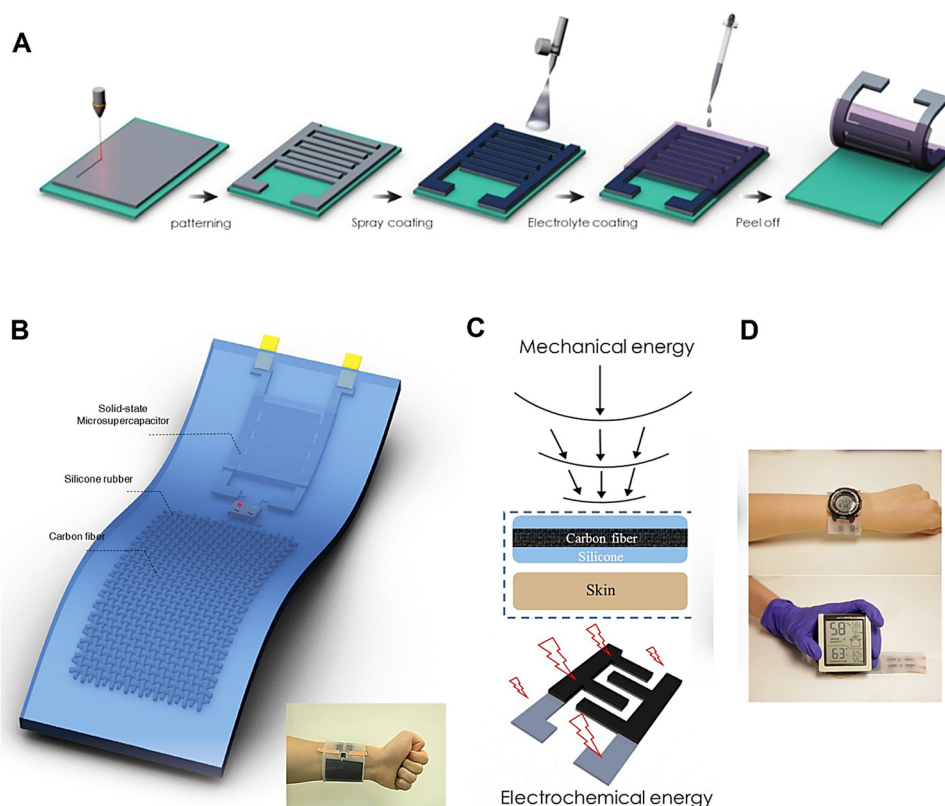 A
patterning
Spray coating
Electrolyte coating
Peel off
B
Solid-state
Microsupercapacitor
Silicone rubber
Carbon fiber
C
Mechanical energy
Carbon fiber
Silicone
Skin
Electrochemical energy
D
58
63